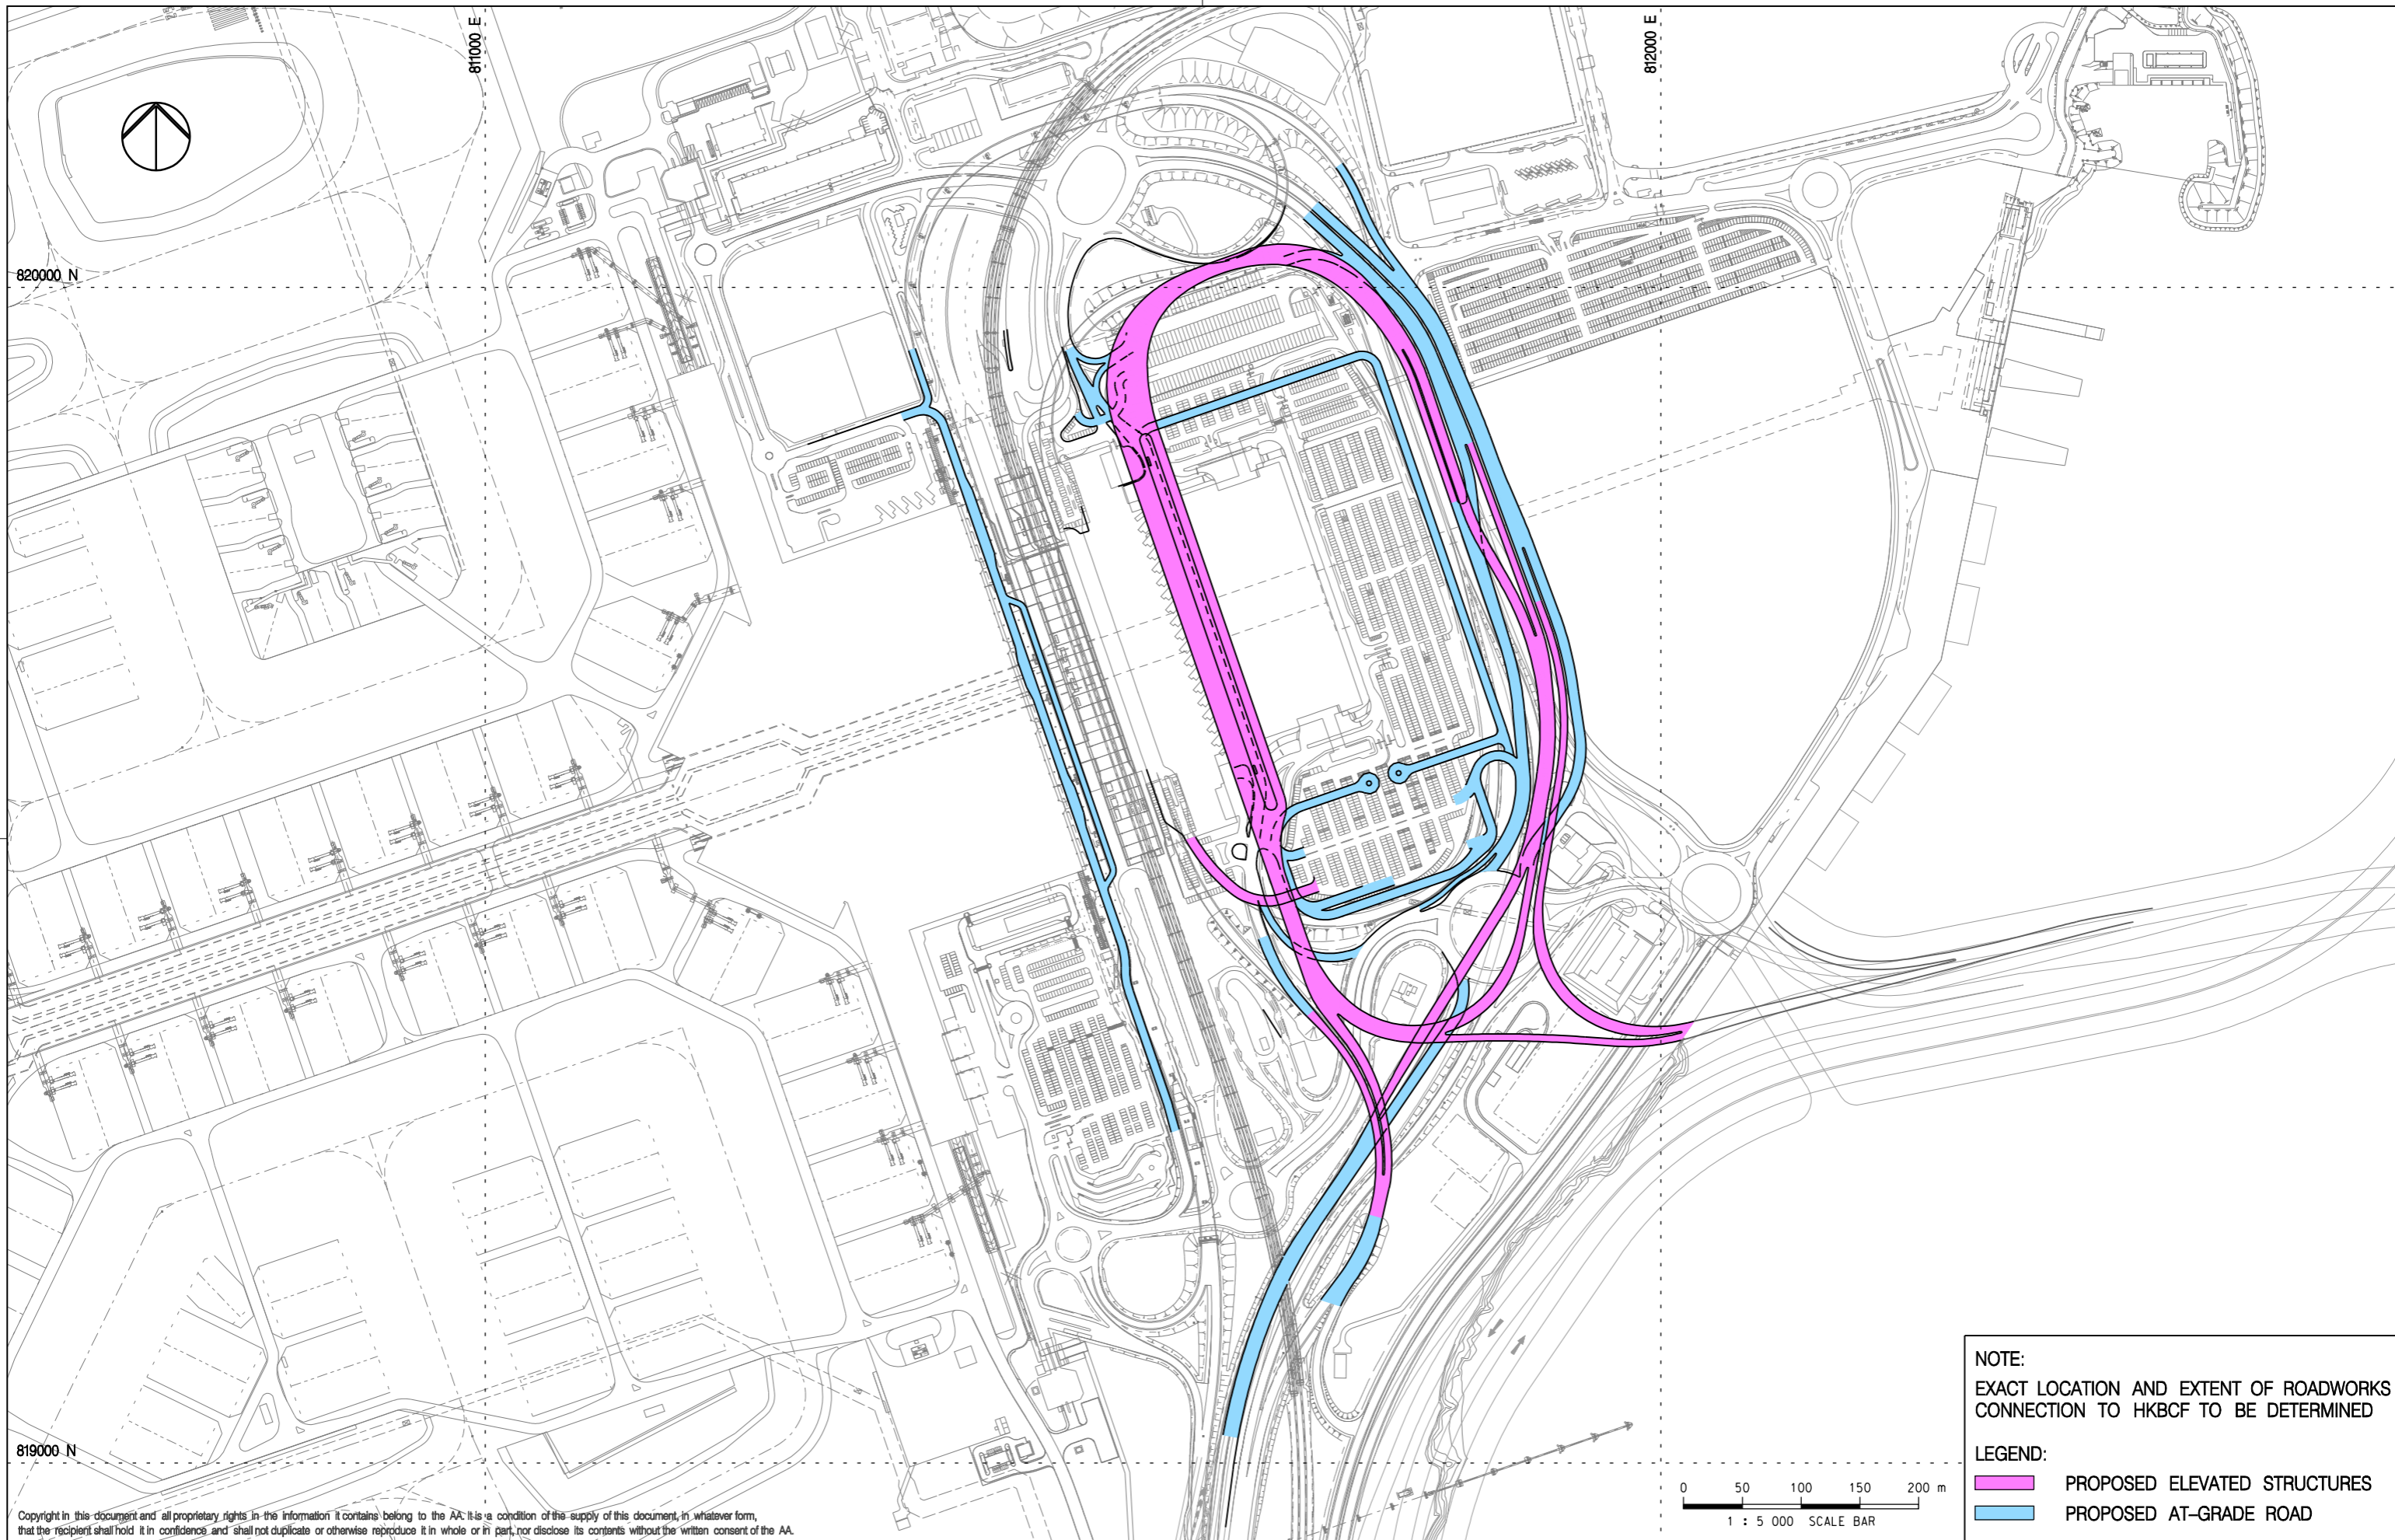 811000 E
812000 E
820000 N
819000 N
NOTE:
EXACT LOCATION AND EXTENT OF ROADWORKS
CONNECTION TO HKBCF TO BE DETERMINED
LEGEND:
PROPOSED ELEVATED STRUCTURES
PROPOSED AT-GRADE ROAD
0 50 100 150 200 m
1 : 5 000 SCALE BAR
Copyright in this document and all proprietary rights in the information it contains belong to the AA. It is a condition of the supply of this document, in whatever form,
that the recipient shall hold it in confidence and shall not duplicate or otherwise reproduce it in whole or in part, nor disclose its contents without the written consent of the AA.